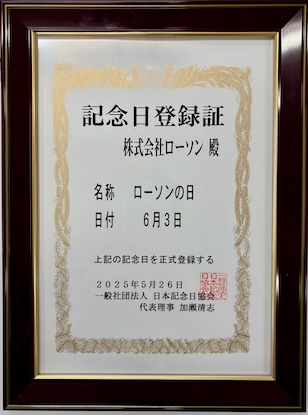 記念日登録証
株式会社ローソン 殿
名称 ローソンの日
日付 6月3日
上記の記念日を正式登録する
2025年5月26日
一般社団法人 日本記念日協会
代表理事 加瀬清志